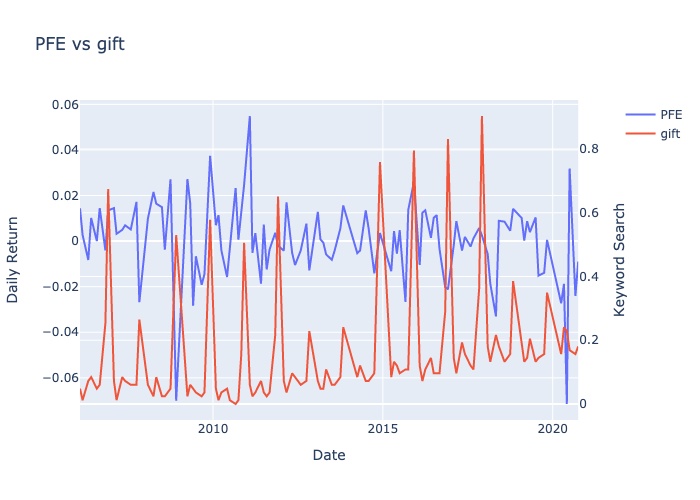 PFE vs gift
0.06
0.04
0.02
0
−0.02
−0.04
−0.06
0.8
0.6
0.4
0.2
0
2010
2015
2020
Date
Daily Return
Keyword Search
PFE
gift